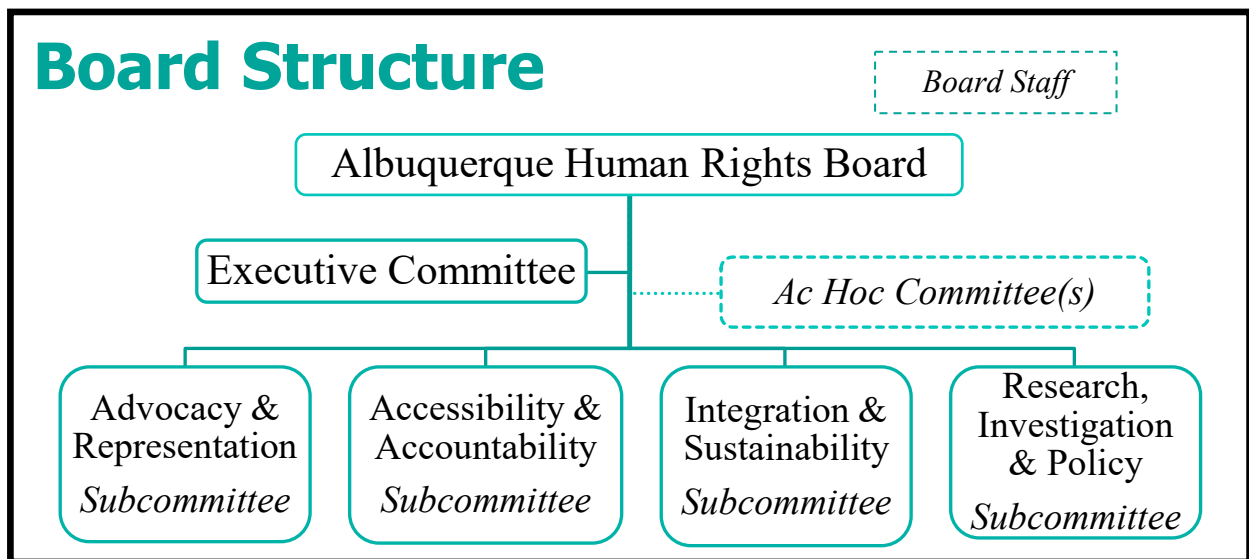 Board Structure
Board Staff
Albuquerque Human Rights Board
Executive Committee
Ac Hoc Committee(s)
Advocacy &
Representation
Subcommittee
Accessibility &
Accountability
Subcommittee
Integration &
Sustainability
Subcommittee
Research,
Investigation
& Policy
Subcommittee